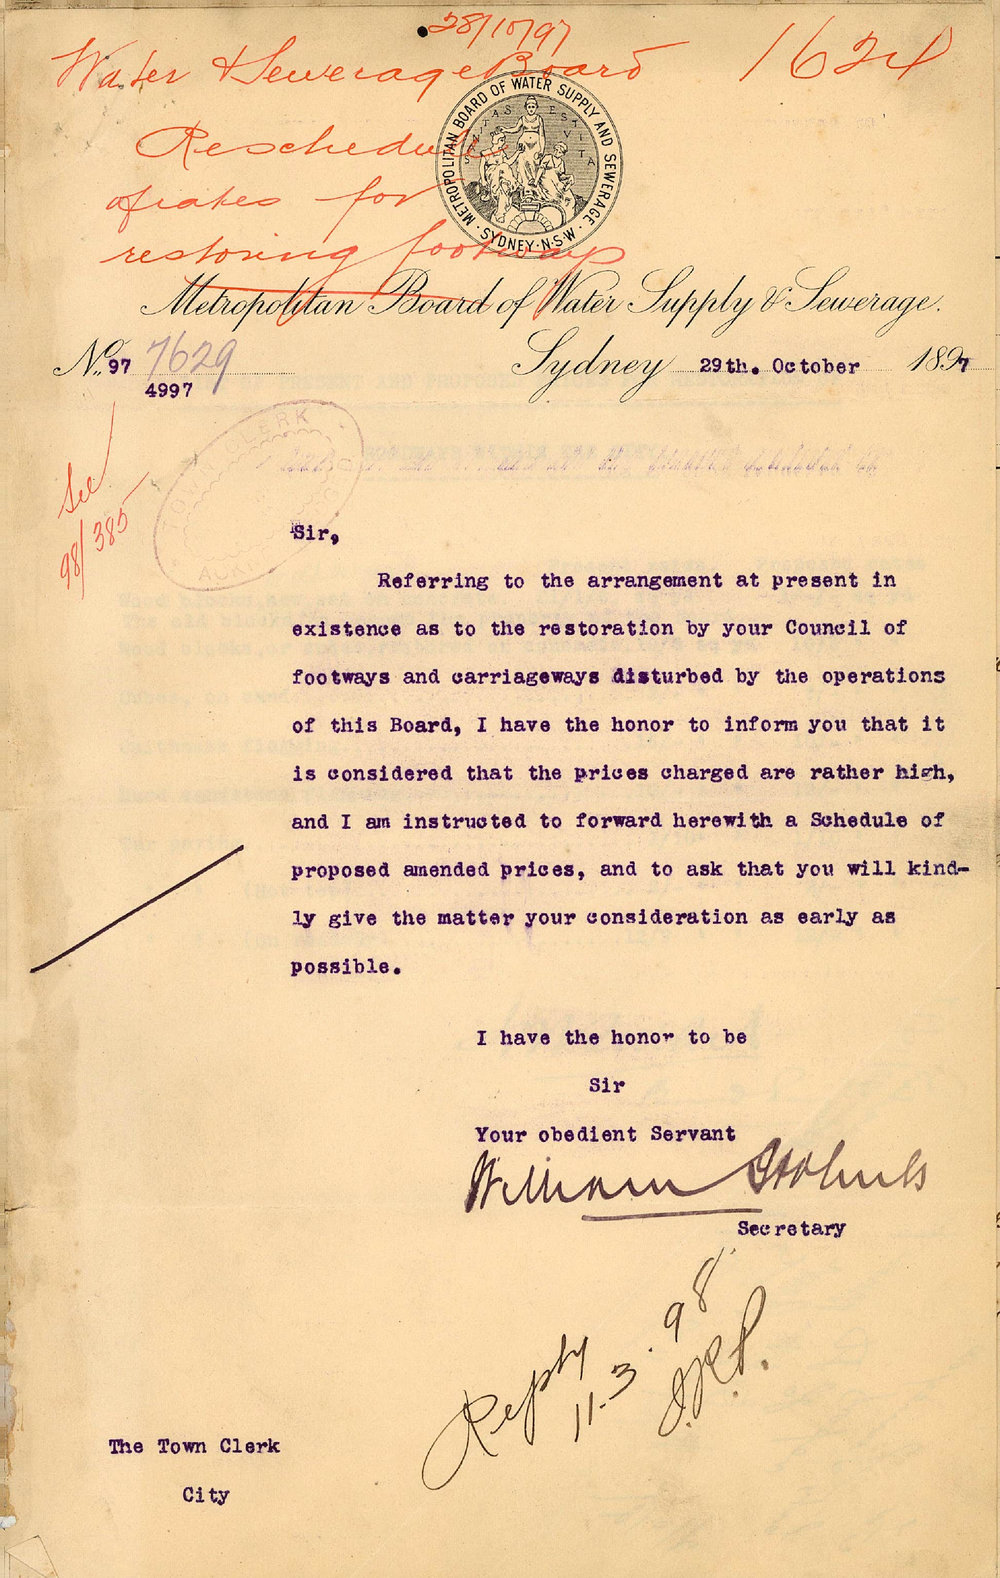 28/10/97
Water & Sewerage Board 1624
Reschedule
of rates for
restoring footways
METROPOLITAN BOARD OF WATER SUPPLY AND SEWERAGE
SYDNEY · N·S·W ·
Metropolitan Board of Water Supply & Sewerage.
No. 97 7629
4997
Sydney 29th. October 1897
TOWN CLERK
See
98/385
Sir,
Referring to the arrangement at present in
existence as to the restoration by your Council of
footways and carriageways disturbed by the operations
of this Board, I have the honor to inform you that it
is considered that the prices charged are rather high,
and I am instructed to forward herewith a Schedule of
proposed amended prices, and to ask that you will kind-
ly give the matter your consideration as early as
possible.
I have the honor to be
Sir
Your obedient Servant
William
Secretary
Reply
11.3.98
The Town Clerk
City